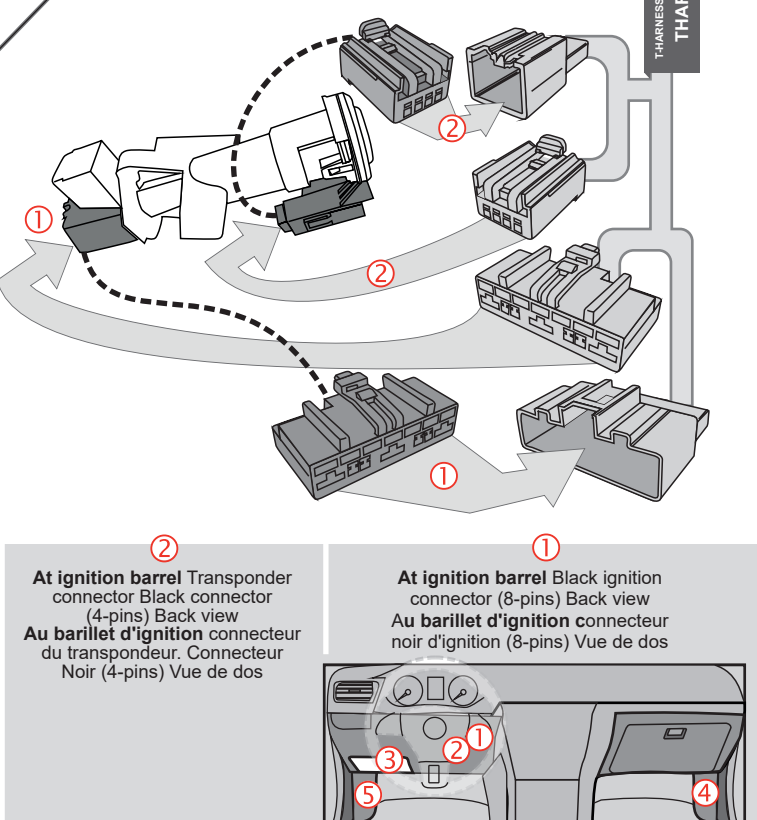 T-HARNESS
THAR
②
①
②
①
②
At ignition barrel Transponder
connector Black connector
(4-pins) Back view
Au barillet d'ignition connecteur
du transpondeur. Connecteur
Noir (4-pins) Vue de dos
①
At ignition barrel Black ignition
connector (8-pins) Back view
Au barillet d'ignition connecteur
noir d'ignition (8-pins) Vue de dos
①
②
③
④
⑤